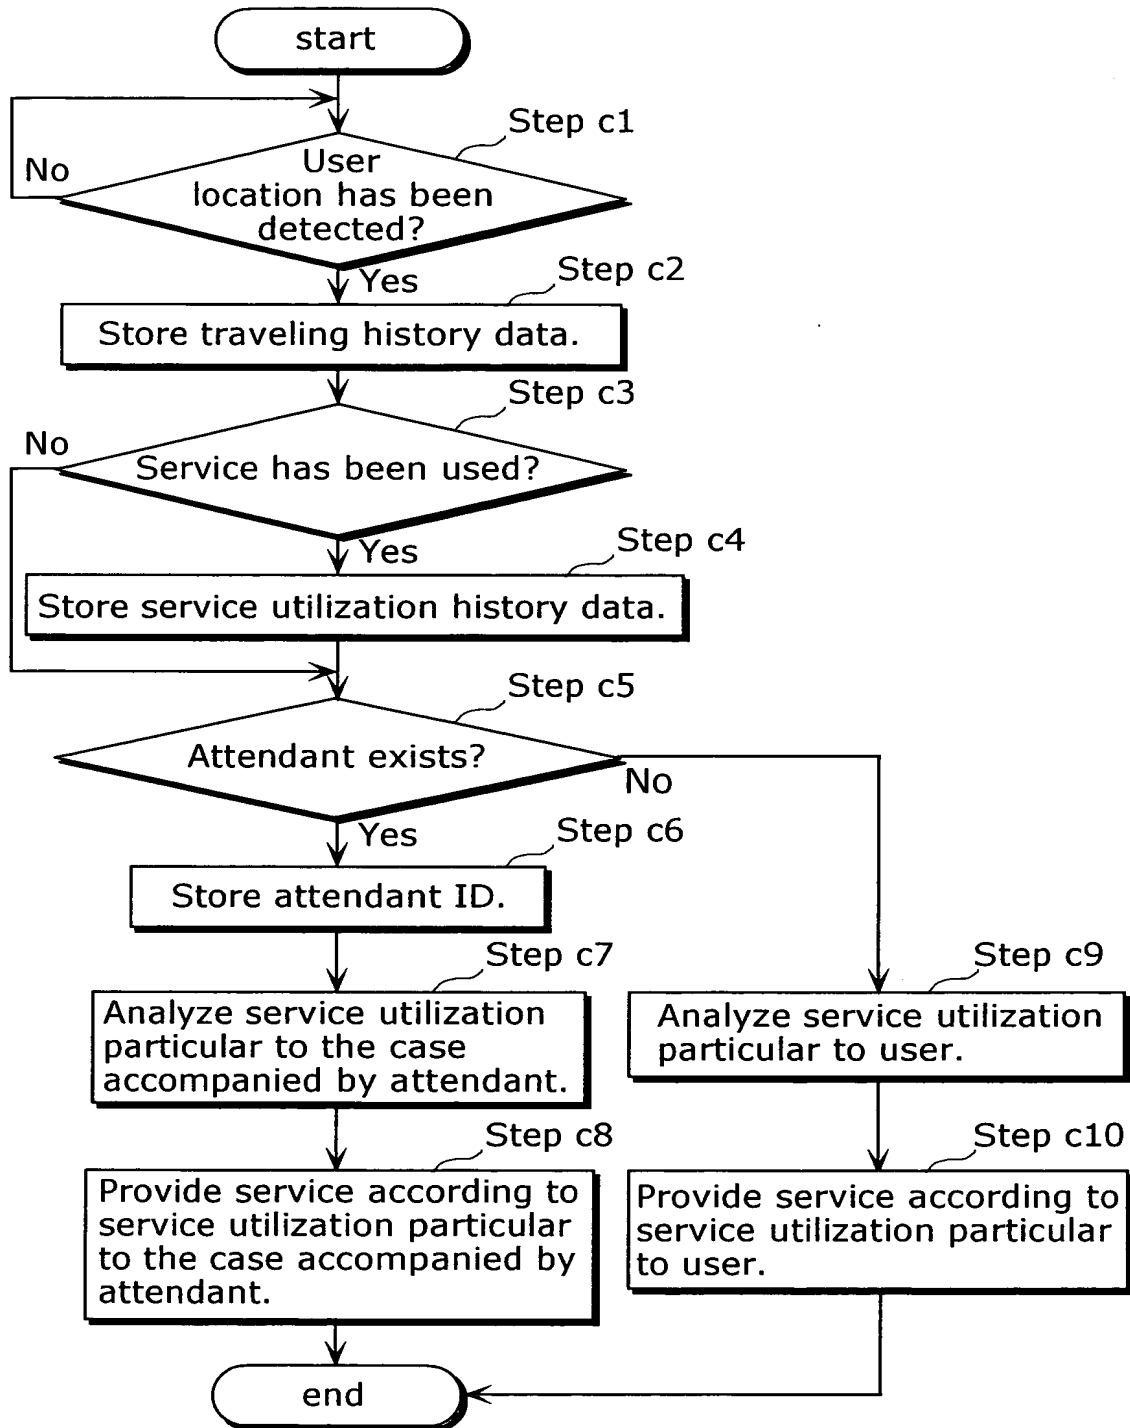 start
Step c1
No
User
location has been
detected?
Yes
Step c2
Store traveling history data.
Step c3
No
Service has been used?
Yes
Step c4
Store service utilization history data.
Step c5
Attendant exists?
No
Yes
Step c6
Store attendant ID.
Step c7
Analyze service utilization
particular to the case
accompanied by attendant.
Step c9
Analyze service utilization
particular to user.
Step c8
Provide service according to
service utilization particular
to the case accompanied by
attendant.
Step c10
Provide service according to
service utilization particular
to user.
end